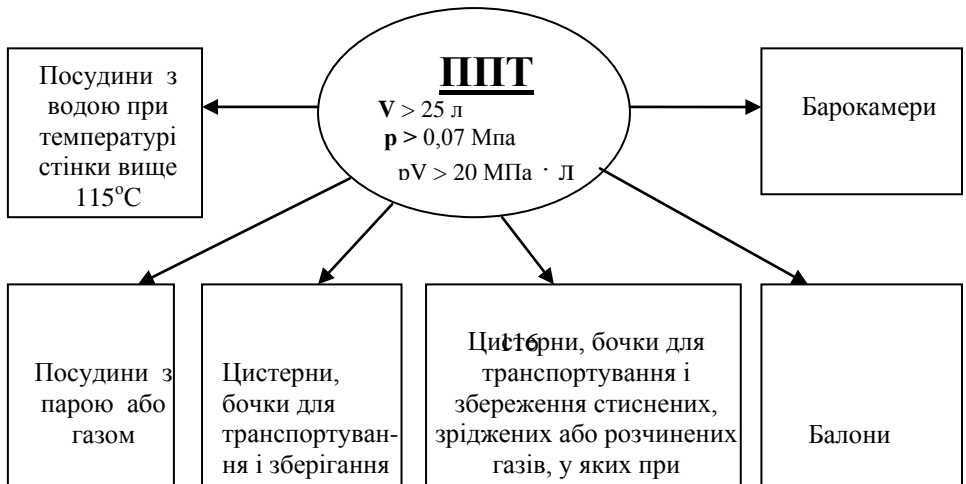 ППТ
V > 25 л
p > 0,07 Мпа
pV > 20 МПа · л
Посудини з
водою при
температурі
стінки вище
115°С
Барокамери
Посудини з
парою або
газом
Цистерни,
бочки для
транспортуван-
ня і зберігання
116
Цистерни, бочки для
транспортування і
збереження стиснених,
зріджених або розчинених
газів, у яких при
Балони